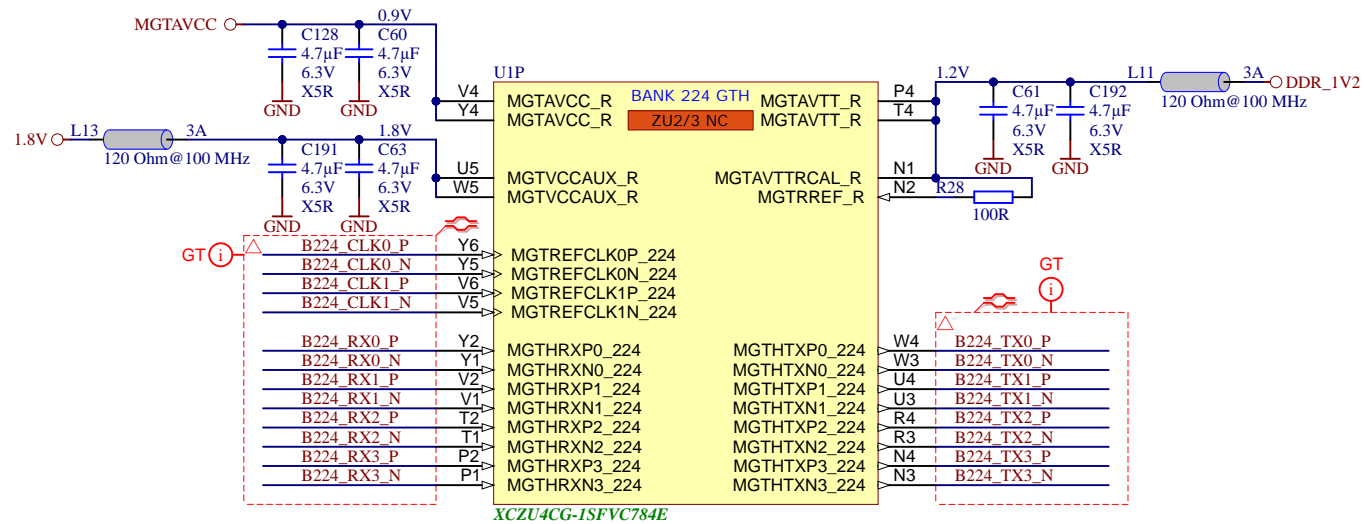 MGTAVCC
0.9V
C128
4.7µF
6.3V
X5R
GND
C60
4.7µF
6.3V
X5R
GND
1.8V
L13
3A
120 Ohm@100 MHz
1.8V
C191
4.7µF
6.3V
X5R
GND
C63
4.7µF
6.3V
X5R
GND
U1P
BANK 224 GTH
ZU2/3 NC
V4 MGTAVCC_R
Y4 MGTAVCC_R
U5 MGTVCCAUX_R
W5 MGTVCCAUX_R
MGTAVTT_R P4
MGTAVTT_R T4
MGTAVTTRCAL_R N1
MGTRREF_R N2
R28
100R
1.2V
C61
4.7µF
6.3V
X5R
GND
C192
4.7µF
6.3V
X5R
GND
L11
3A
120 Ohm@100 MHz
DDR_1V2
GT i
B224_CLK0_P Y6 MGTREFCLK0P_224
B224_CLK0_N Y5 MGTREFCLK0N_224
B224_CLK1_P V6 MGTREFCLK1P_224
B224_CLK1_N V5 MGTREFCLK1N_224
B224_RX0_P Y2 MGTHRXP0_224
B224_RX0_N Y1 MGTHRXN0_224
B224_RX1_P V2 MGTHRXP1_224
B224_RX1_N V1 MGTHRXN1_224
B224_RX2_P T2 MGTHRXP2_224
B224_RX2_N T1 MGTHRXN2_224
B224_RX3_P P2 MGTHRXP3_224
B224_RX3_N P1 MGTHRXN3_224
GT
i
MGTHTXP0_224 W4 B224_TX0_P
MGTHTXN0_224 W3 B224_TX0_N
MGTHTXP1_224 U4 B224_TX1_P
MGTHTXN1_224 U3 B224_TX1_N
MGTHTXP2_224 R4 B224_TX2_P
MGTHTXN2_224 R3 B224_TX2_N
MGTHTXP3_224 N4 B224_TX3_P
MGTHTXN3_224 N3 B224_TX3_N
XCZU4CG-1SFVC784E